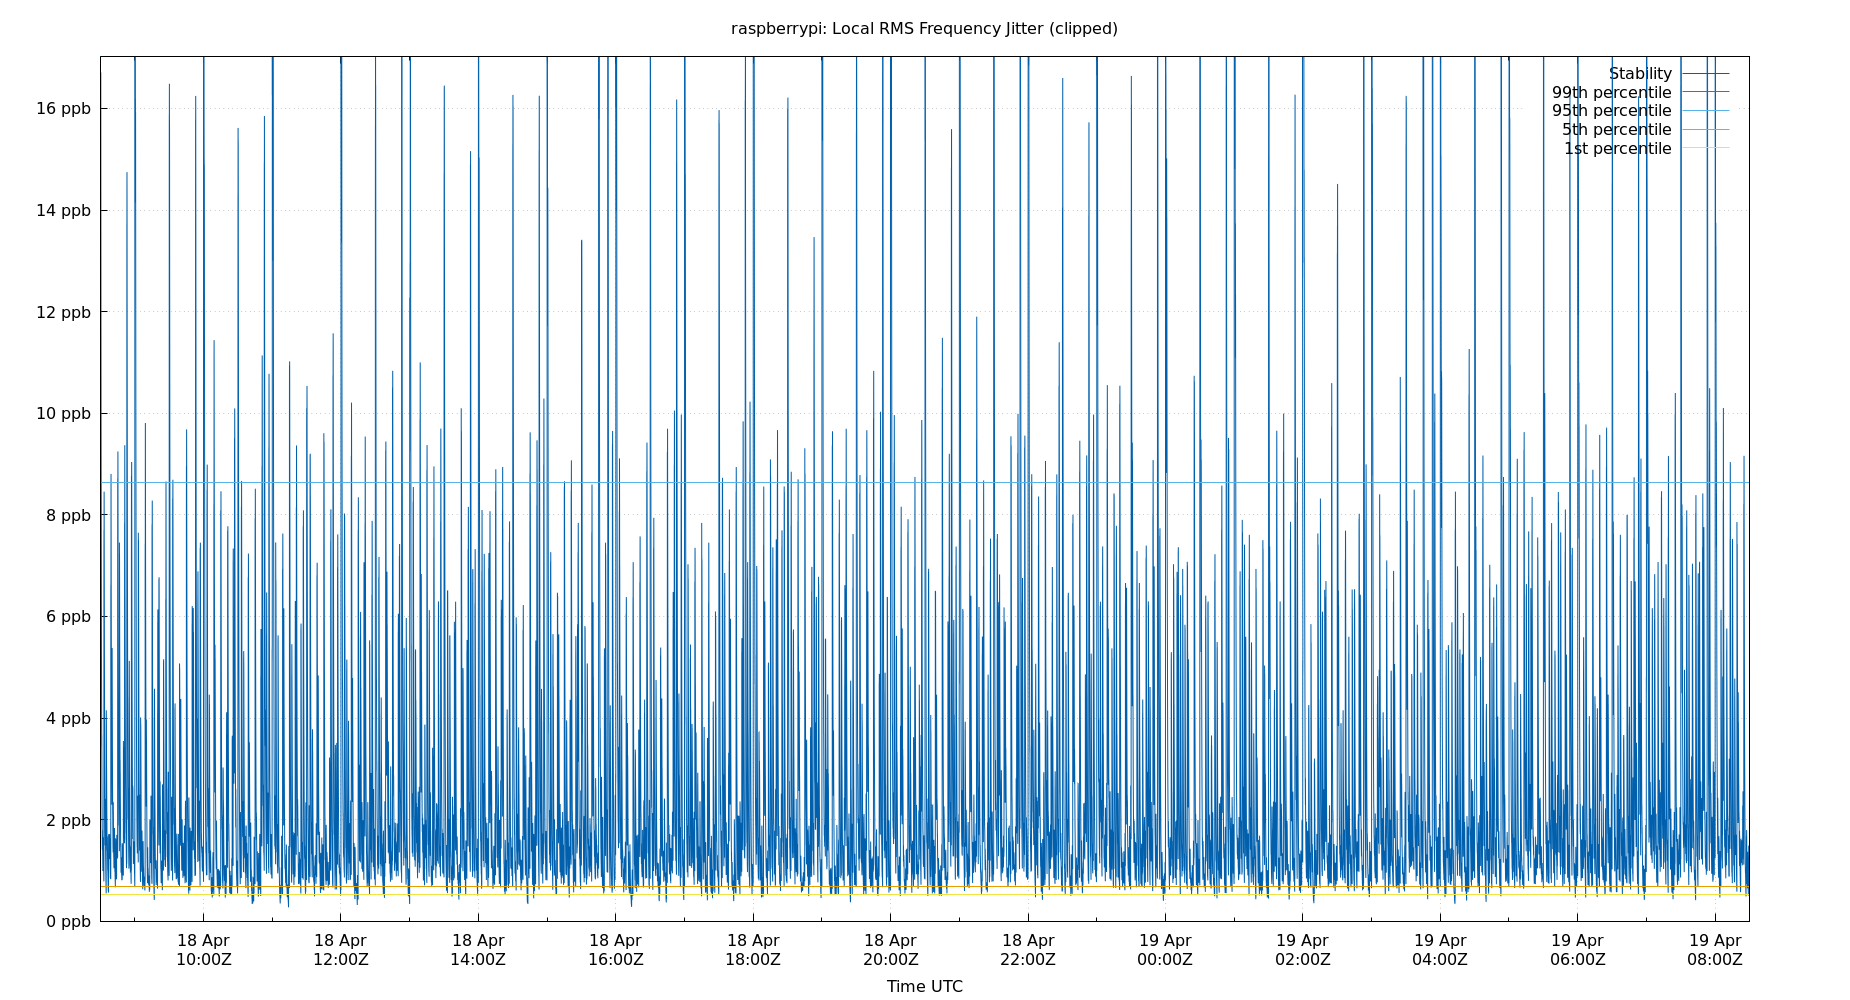 raspberrypi: Local RMS Frequency Jitter (clipped)
Stability
99th percentile
95th percentile
5th percentile
1st percentile
16 ppb
14 ppb
12 ppb
10 ppb
8 ppb
6 ppb
4 ppb
2 ppb
0 ppb
18 Apr 18 Apr 18 Apr 18 Apr 18 Apr 18 Apr 18 Apr 19 Apr 19 Apr 19 Apr 19 Apr 19 Apr
10:00Z 12:00Z 14:00Z 16:00Z 18:00Z 20:00Z 22:00Z 00:00Z 02:00Z 04:00Z 06:00Z 08:00Z
Time UTC